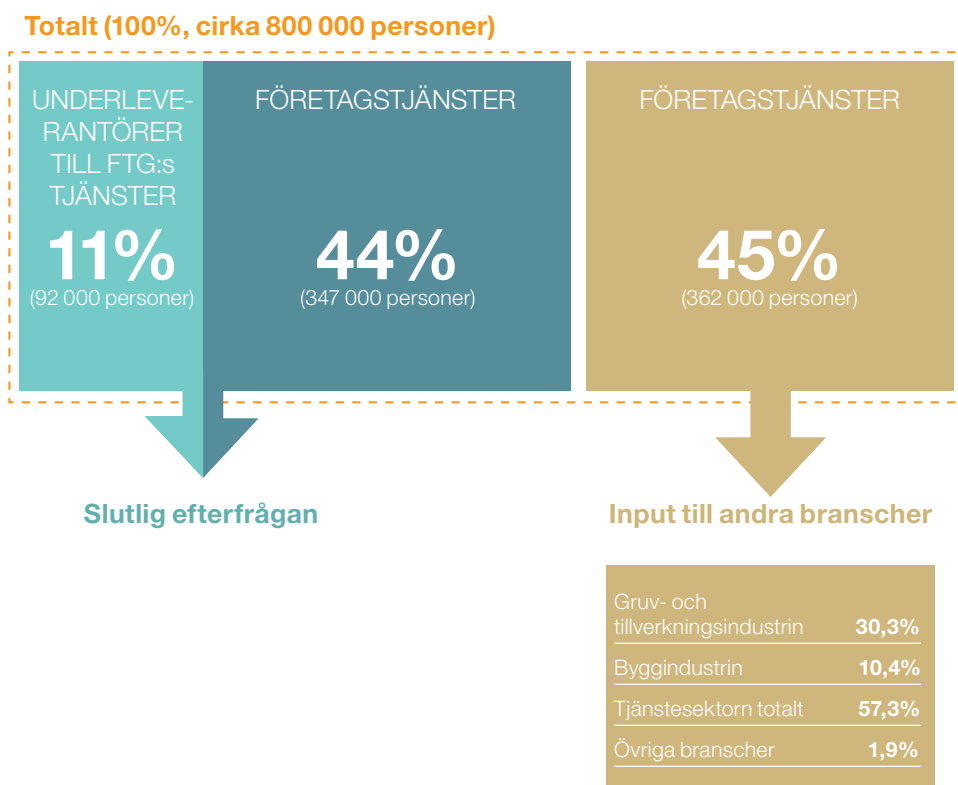 Totalt (100%, cirka 800 000 personer)
UNDERLEVE-
RANTÖRER
TILL FTG:s
TJÄNSTER
11%
(92 000 personer)
FÖRETAGSTJÄNSTER
44%
(347 000 personer)
FÖRETAGSTJÄNSTER
45%
(362 000 personer)
Slutlig efterfrågan
Input till andra branscher
Gruv- och
tillverkningsindustrin 30,3%
Byggindustrin 10,4%
Tjänstesektorn totalt 57,3%
Övriga branscher 1,9%